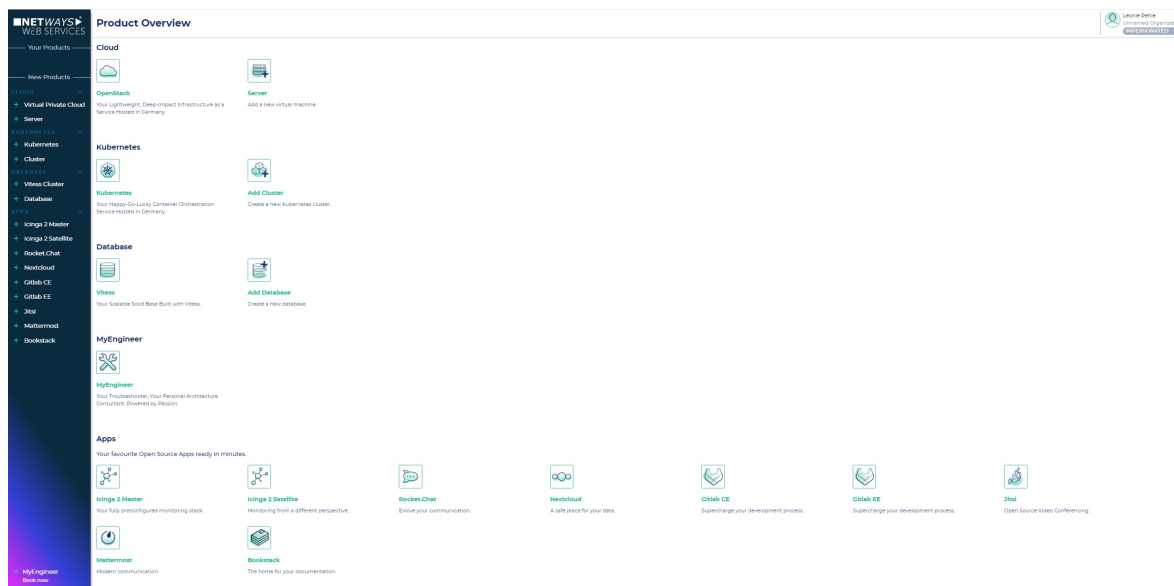 NETWAYS
WEB SERVICES
Your Products
New Products
CLOUD
+ Virtual Private Cloud
+ Server
KUBERNETES
+ Kubernetes
+ Cluster
DATABASE
+ Vitess Cluster
+ Database
APPS
+ Icinga 2 Master
+ Icinga 2 Satellite
+ Rocket.Chat
+ Nextcloud
+ Gitlab CE
+ Gitlab EE
+ Jitsi
+ Mattermost
+ Bookstack
+ MyEngineer
Book now
Product Overview
Leonie Pehle
Unnamed Organizat
IMPERSONATED
Cloud
OpenStack
Your Lightweight, Deep-Impact Infrastructure as a
Service Hosted in Germany.
Server
Add a new virtual machine.
Kubernetes
Kubernetes
Your Happy-Go-Lucky Container Orchestration
Service Hosted in Germany.
Add Cluster
Create a new Kubernetes cluster.
Database
Vitess
Your Scalable Solid Base Built with Vitess.
Add Database
Create a new database.
MyEngineer
MyEngineer
Your Troubleshooter, Your Personal Architecture
Consultant. Powered by Passion.
Apps
Your favourite Open Source Apps ready in minutes.
Icinga 2 Master
Your fully preconfigured monitoring stack.
Icinga 2 Satellite
Monitoring from a different perspective.
Rocket.Chat
Evolve your communication.
Nextcloud
A safe place for your data.
Gitlab CE
Supercharge your development process.
Gitlab EE
Supercharge your development process.
Jitsi
Open Source Video Conferencing.
Mattermost
Modern communication.
Bookstack
The home for your documentation.